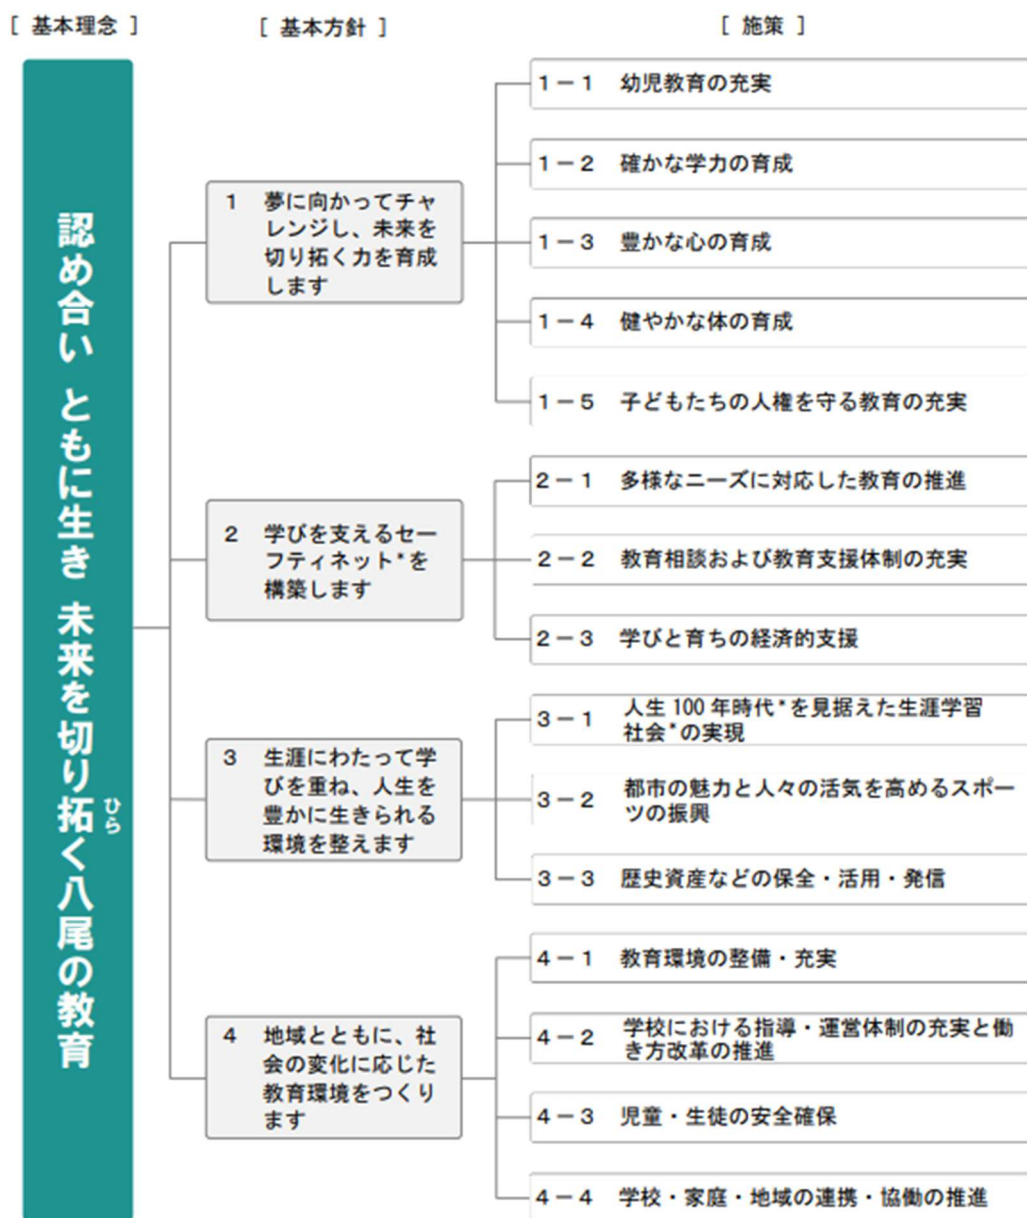 [ 基本理念 ]
[ 基本方針 ]
[ 施策 ]
認め合い ともに生き 未来を切り拓く八尾の教育
ひら
1 夢に向かってチャ
レンジし、未来を
切り拓く力を育成
します
1－1 幼児教育の充実
1－2 確かな学力の育成
1－3 豊かな心の育成
1－4 健やかな体の育成
1－5 子どもたちの人権を守る教育の充実
2 学びを支えるセー
フティネット*を
構築します
2－1 多様なニーズに対応した教育の推進
2－2 教育相談および教育支援体制の充実
2－3 学びと育ちの経済的支援
3 生涯にわたって学
びを重ね、人生を
豊かに生きられる
環境を整えます
3－1 人生 100 年時代*を見据えた生涯学習
社会*の実現
3－2 都市の魅力と人々の活気を高めるスポー
ツの振興
3－3 歴史資産などの保全・活用・発信
4 地域とともに、社
会の変化に応じた
教育環境をつくり
ます
4－1 教育環境の整備・充実
4－2 学校における指導・運営体制の充実と働
き方改革の推進
4－3 児童・生徒の安全確保
4－4 学校・家庭・地域の連携・協働の推進